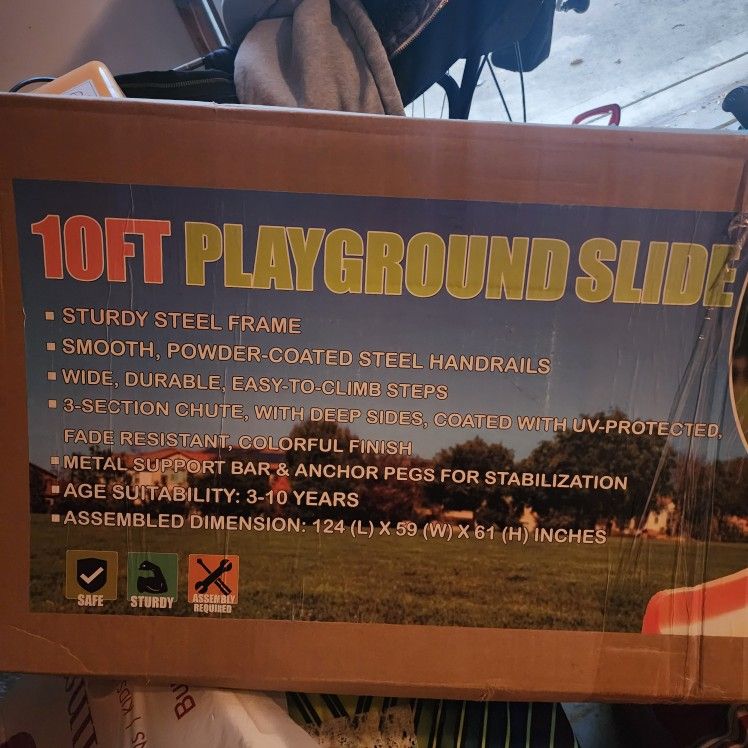 10FT PLAYGROUND SLIDE
▪ STURDY STEEL FRAME
▪ SMOOTH, POWDER-COATED STEEL HANDRAILS
▪ WIDE, DURABLE, EASY-TO-CLIMB STEPS
▪ 3-SECTION CHUTE, WITH DEEP SIDES, COATED WITH UV-PROTECTED,
FADE RESISTANT, COLORFUL FINISH
▪ METAL SUPPORT BAR & ANCHOR PEGS FOR STABILIZATION
▪ AGE SUITABILITY: 3-10 YEARS
▪ ASSEMBLED DIMENSION: 124 (L) X 59 (W) X 61 (H) INCHES
SAFE
STURDY
ASSEMBLY
REQUIRED